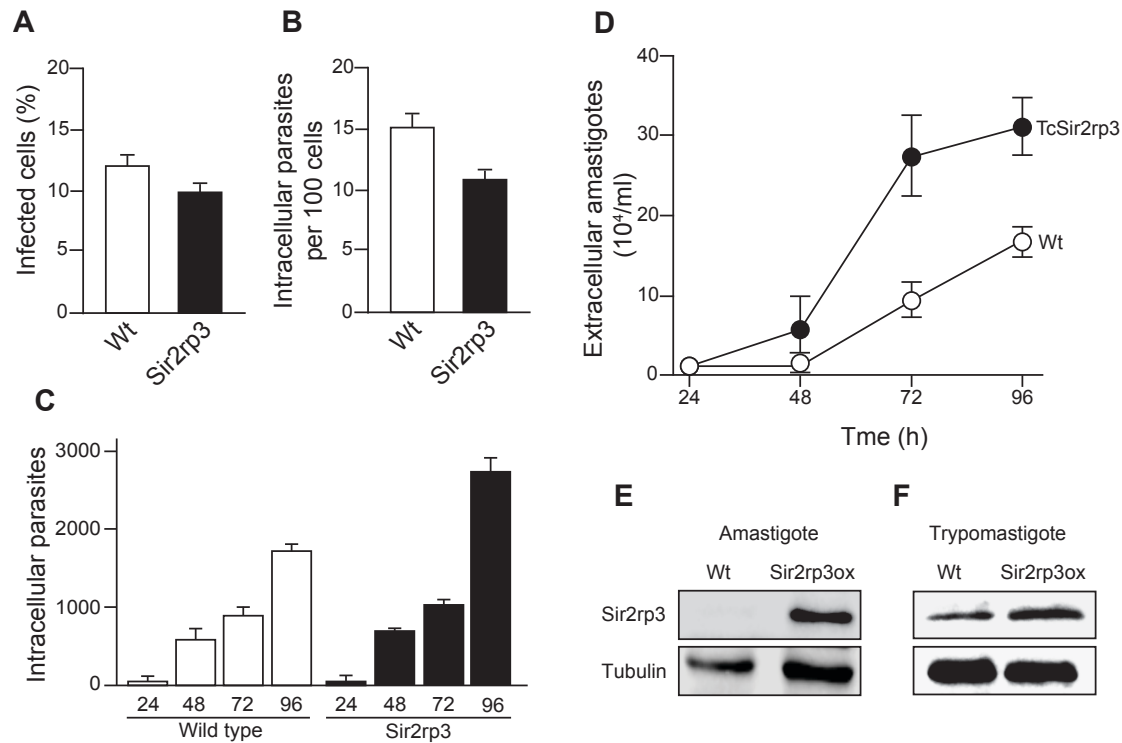 A
Infected cells (%)
20
15
10
5
0
Wt
Sir2rp3
B
Intracellular parasites
per 100 cells
20
15
10
5
0
Wt
Sir2rp3
C
Intracellular parasites
3000
2000
1000
0
24 48 72 96 24 48 72 96
Wild type Sir2rp3
D
Extracellular amastigotes
(10⁴/ml)
40
30
20
10
0
TcSir2rp3
Wt
24 48 72 96
Tme (h)
E
Amastigote
Wt Sir2rp3ox
Sir2rp3
Tubulin
F
Trypomastigote
Wt Sir2rp3ox